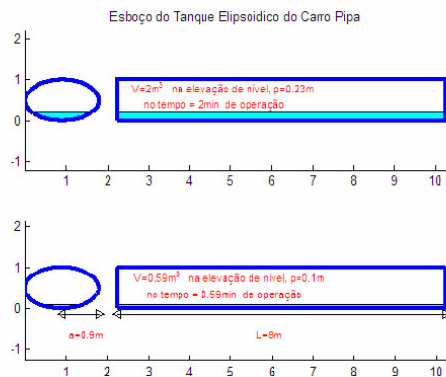 Esboço do Tanque Elipsoidico do Carro Pipa
2
1
0
-1
V=2m³ na elevação de nível, p=0.23m
no tempo = 2min de operação
1 2 3 4 5 6 7 8 9 10
2
1
0
-1
V=0.59m³ na elevação de nível, p=0.1m
no tempo = 0.59min de operação
a=0.9m
L=8m
1 2 3 4 5 6 7 8 9 10